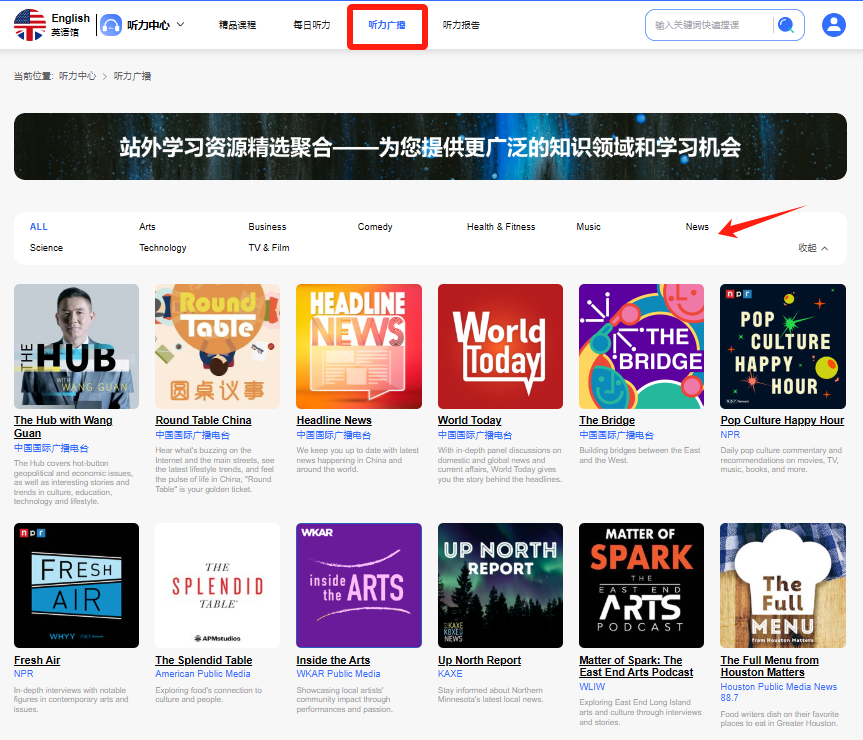 English
英语馆
听力中心
精品课程
每日听力
听力广播
听力报告
输入关键词快速搜课
当前位置: 听力中心 > 听力广播
站外学习资源精选聚合——为您提供更广泛的知识领域和学习机会
ALL Arts Business Comedy Health & Fitness Music News
Science Technology TV & Film 收起
THE HUB
WITH WANG GUAN
Round Table
圆桌议事
HEADLINE NEWS
World Today
THE BRIDGE
npr
POP CULTURE HAPPY HOUR
The Hub with Wang
Guan
中国国际广播电台
The Hub covers hot-button
geopolitical and economic issues,
as well as interesting stories and
trends in culture, education,
technology and lifestyle.
Round Table China
中国国际广播电台
Hear what's buzzing on the
Internet and the main streets, see
the latest lifestyle trends, and feel
the pulse of life in China, "Round
Table" is your golden ticket.
Headline News
中国国际广播电台
We keep you up to date with latest
news happening in China and
around the world.
World Today
中国国际广播电台
With in-depth panel discussions on
domestic and global news and
current affairs, World Today gives
you the story behind the headlines.
The Bridge
中国国际广播电台
Building bridges between the East
and the West.
Pop Culture Happy Hour
NPR
Daily pop culture commentary and
recommendations on movies, TV,
music, books, and more.
npr
FRESH
AIR
WHYY
THE
SPLENDID
TABLE
APMstudios
WKAR
inside
the ARTS
UP NORTH
REPORT
KAXE
KBXE
NEWS
MATTER OF
SPARK
THE
EAST END
ARTS
PODCAST
The
Full
MENU
from Houston Matters
Fresh Air
NPR
In-depth interviews with notable
figures in contemporary arts and
issues.
The Splendid Table
American Public Media
Exploring food's connection to
culture and people.
Inside the Arts
WKAR Public Media
Showcasing local artists'
community impact through
performances and passion.
Up North Report
KAXE
Stay informed about Northern
Minnesota's latest local news.
Matter of Spark: The
East End Arts Podcast
WLIW
Exploring East End Long Island
arts and culture through interviews
and stories.
The Full Menu from
Houston Matters
Houston Public Media News
88.7
Food writers dish on their favorite
places to eat in Greater Houston.